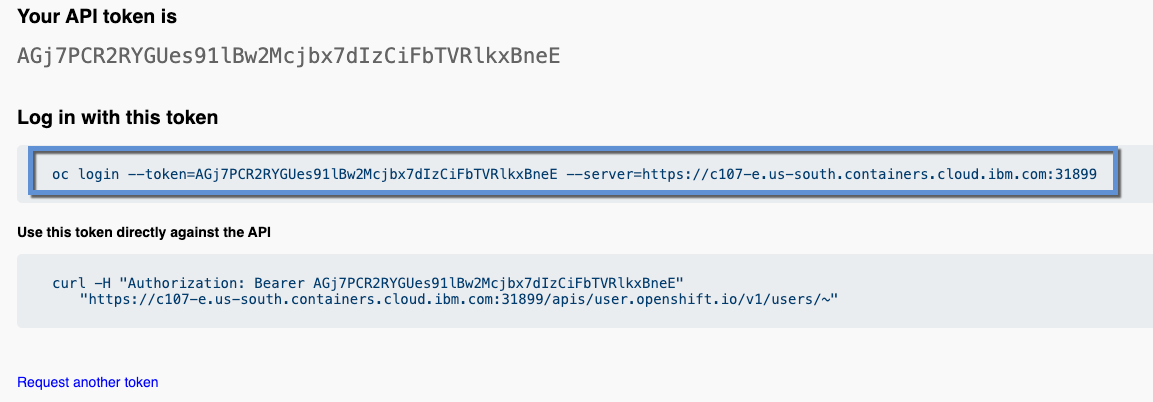 Your API token is
AGj7PCR2RYGUes91lBw2Mcjbx7dIzCiFbTVRlkxBneE
Log in with this token
oc login --token=AGj7PCR2RYGUes91lBw2Mcjbx7dIzCiFbTVRlkxBneE --server=https://c107-e.us-south.containers.cloud.ibm.com:31899
Use this token directly against the API
curl -H "Authorization: Bearer AGj7PCR2RYGUes91lBw2Mcjbx7dIzCiFbTVRlkxBneE"
"https://c107-e.us-south.containers.cloud.ibm.com:31899/apis/user.openshift.io/v1/users/~"
Request another token